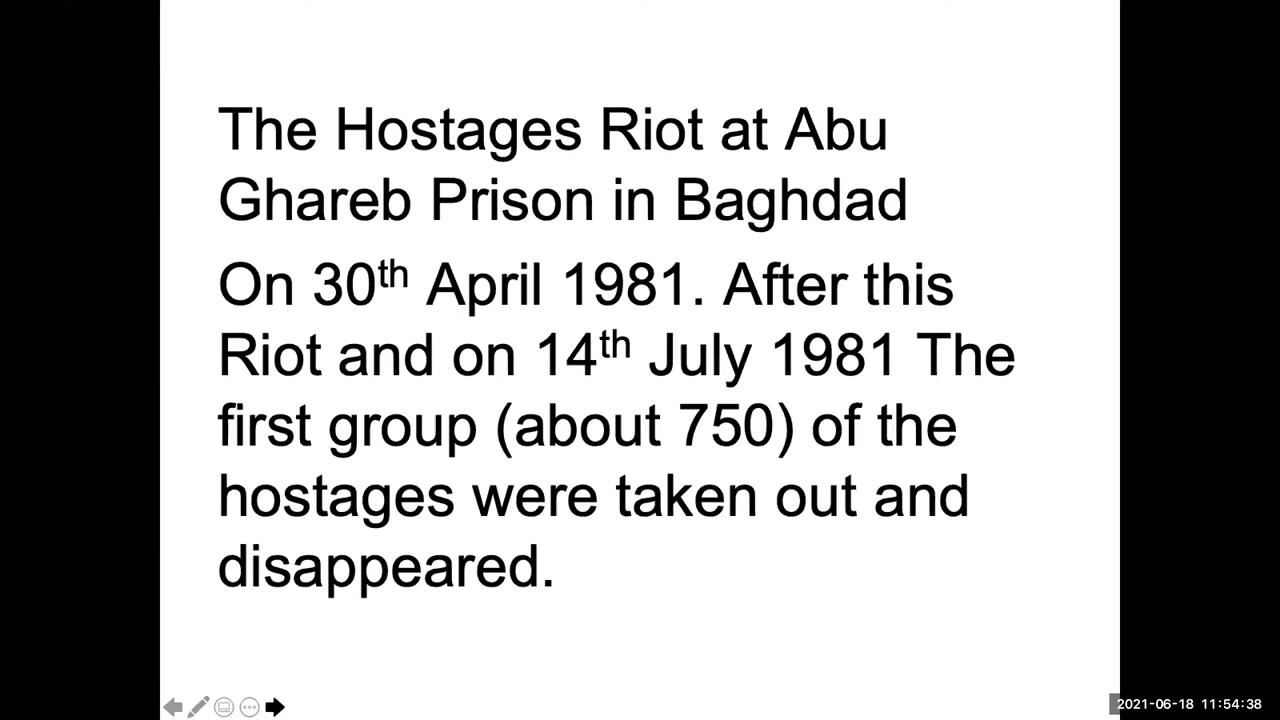 The Hostages Riot at Abu
Ghareb Prison in Baghdad
On 30th April 1981. After this
Riot and on 14th July 1981 The
first group (about 750) of the
hostages were taken out and
disappeared.
2021-06-18 11:54:38